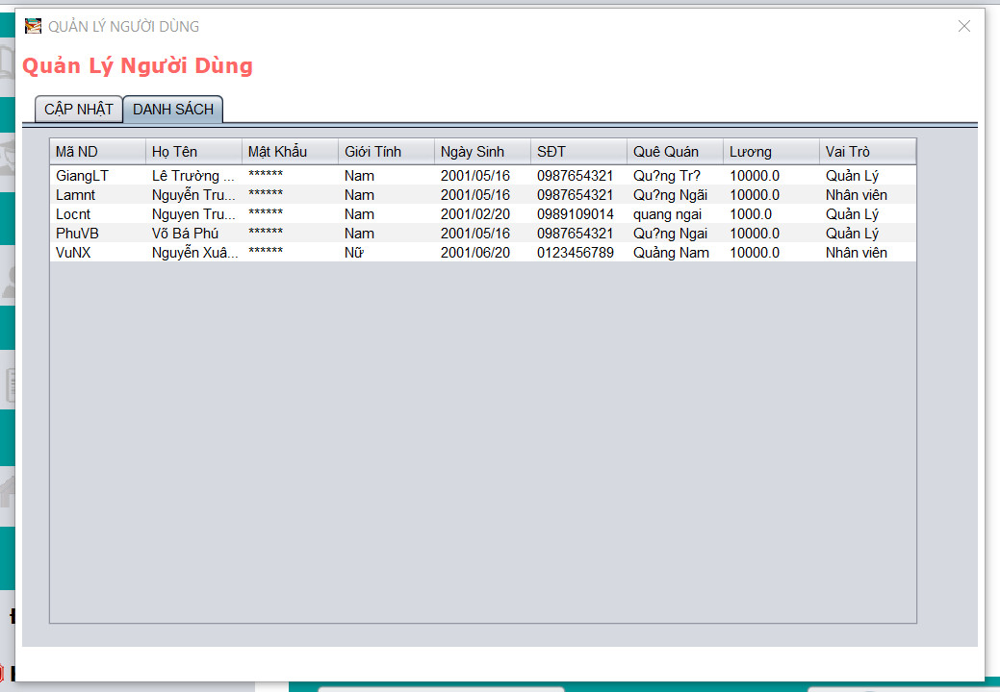 QUẢN LÝ NGƯỜI DÙNG
Quản Lý Người Dùng
CẬP NHẬT DANH SÁCH
Mã ND Họ Tên Mật Khẩu Giới Tính Ngày Sinh SĐT Quê Quán Lương Vai Trò
GiangLT Lê Trường ... ****** Nam 2001/05/16 0987654321 Qu?ng Tr? 10000.0 Quản Lý
Lamnt Nguyễn Tru... ****** Nam 2001/05/16 0987654321 Qu?ng Ngãi 10000.0 Nhân viên
Locnt Nguyen Tru... ****** Nam 2001/02/20 0989109014 quang ngai 1000.0 Quản Lý
PhuVB Võ Bá Phú ****** Nam 2001/05/16 0987654321 Qu?ng Ngai 10000.0 Quản Lý
VuNX Nguyễn Xuâ... ****** Nữ 2001/06/20 0123456789 Quảng Nam 10000.0 Nhân viên